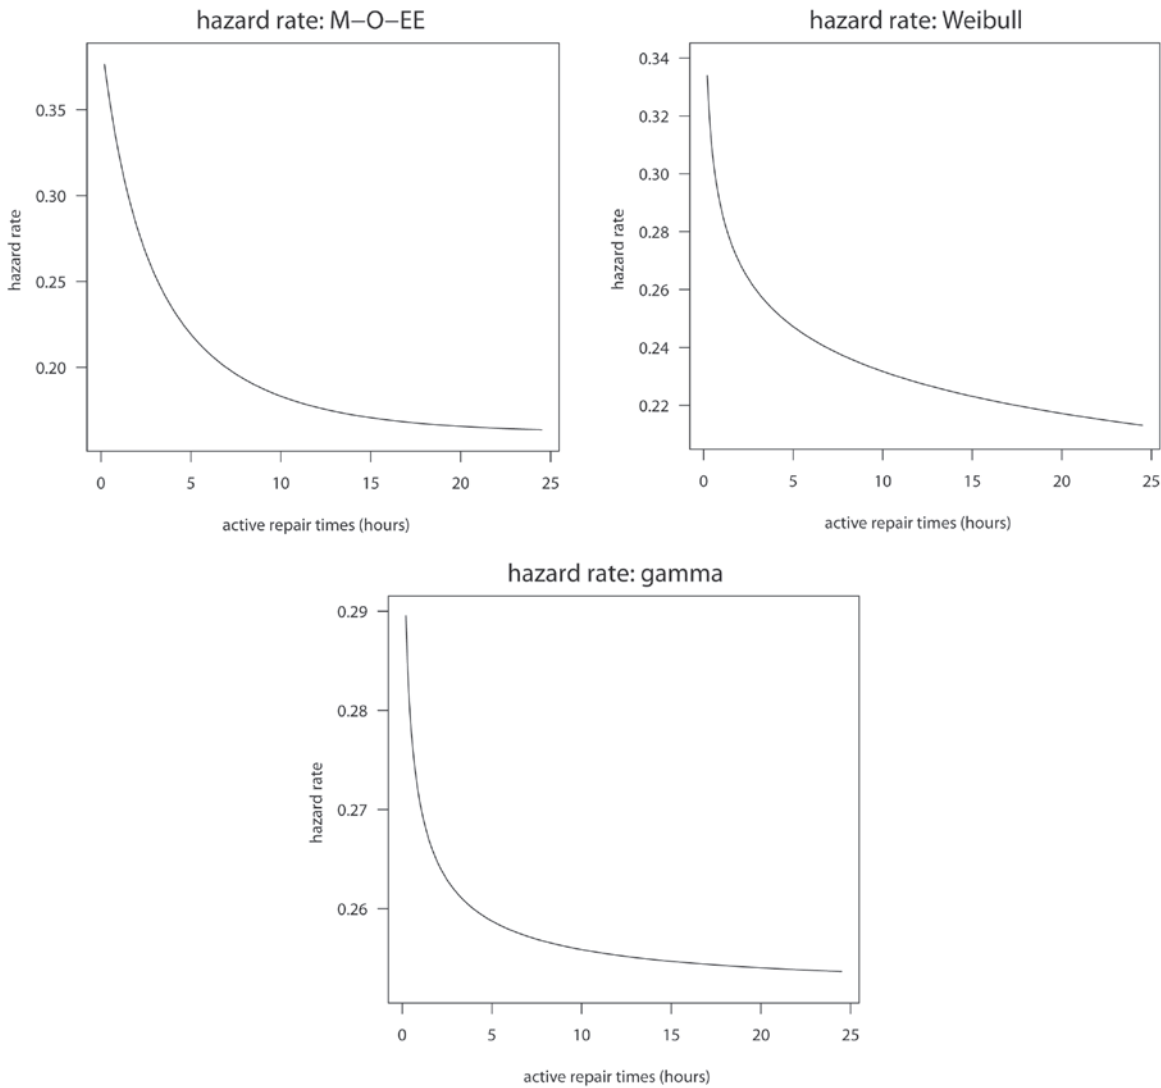 hazard rate: M–O–EE
hazard rate
0.35
0.30
0.25
0.20
0 5 10 15 20 25
active repair times (hours)
hazard rate: Weibull
hazard rate
0.34
0.32
0.30
0.28
0.26
0.24
0.22
0 5 10 15 20 25
active repair times (hours)
hazard rate: gamma
hazard rate
0.29
0.28
0.27
0.26
0 5 10 15 20 25
active repair times (hours)